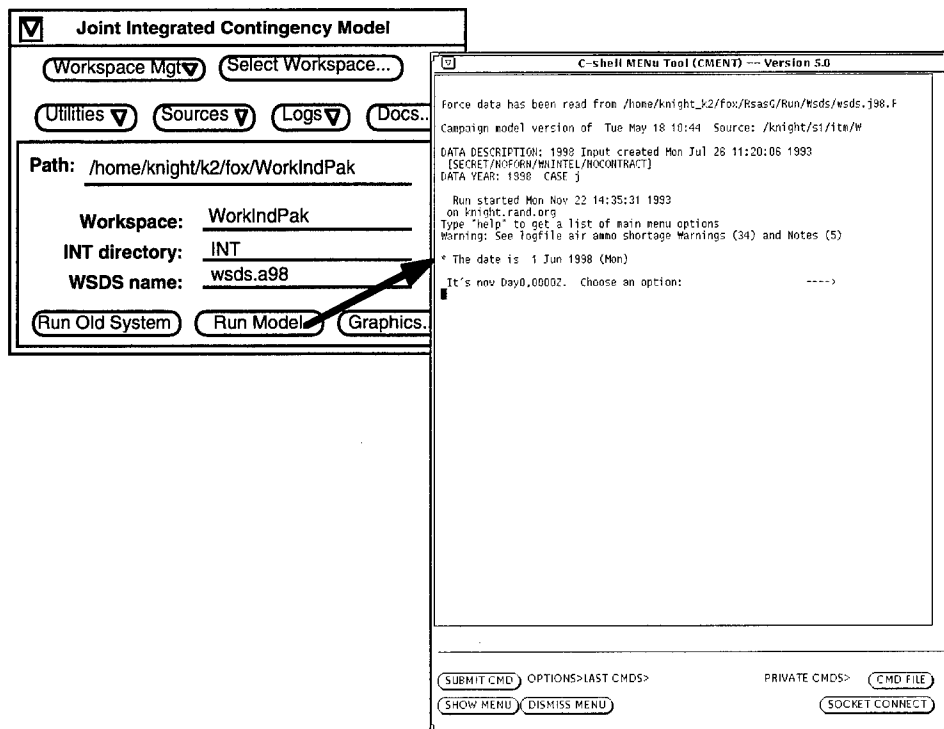 Joint Integrated Contingency Model
Workspace Mgt Select Workspace...
Utilities Sources Logs Docs..
Path: /home/knight/k2/fox/WorkIndPak
Workspace: WorkIndPak
INT directory: INT
WSDS name: wsds.a98
Run Old System Run Model Graphics..
C-shell MENu Tool (CMENT) --- Version 5.0
Force data has been read from /home/knight_k2/fox/RsasG/Run/Wsds/wsds.j98.F
Campaign model version of Tue May 18 10:44 Source: /knight/s1/itm/W
DATA DESCRIPTION: 1998 Input created Mon Jul 26 11:20:06 1993
[SECRET/NOFORN/WNINTEL/NOCONTRACT]
DATA YEAR: 1998 CASE j
Run started Mon Nov 22 14:35:31 1993
on knight.rand.org
Type "help" to get a list of main menu options
Warning: See logfile air ammo shortage Warnings (34) and Notes (5)
* The date is 1 Jun 1998 (Mon)
It's now Day0,0000Z. Choose an option: ---->
SUBMIT CMD OPTIONS>LAST CMDS> PRIVATE CMDS> CMD FILE
SHOW MENU DISMISS MENU SOCKET CONNECT